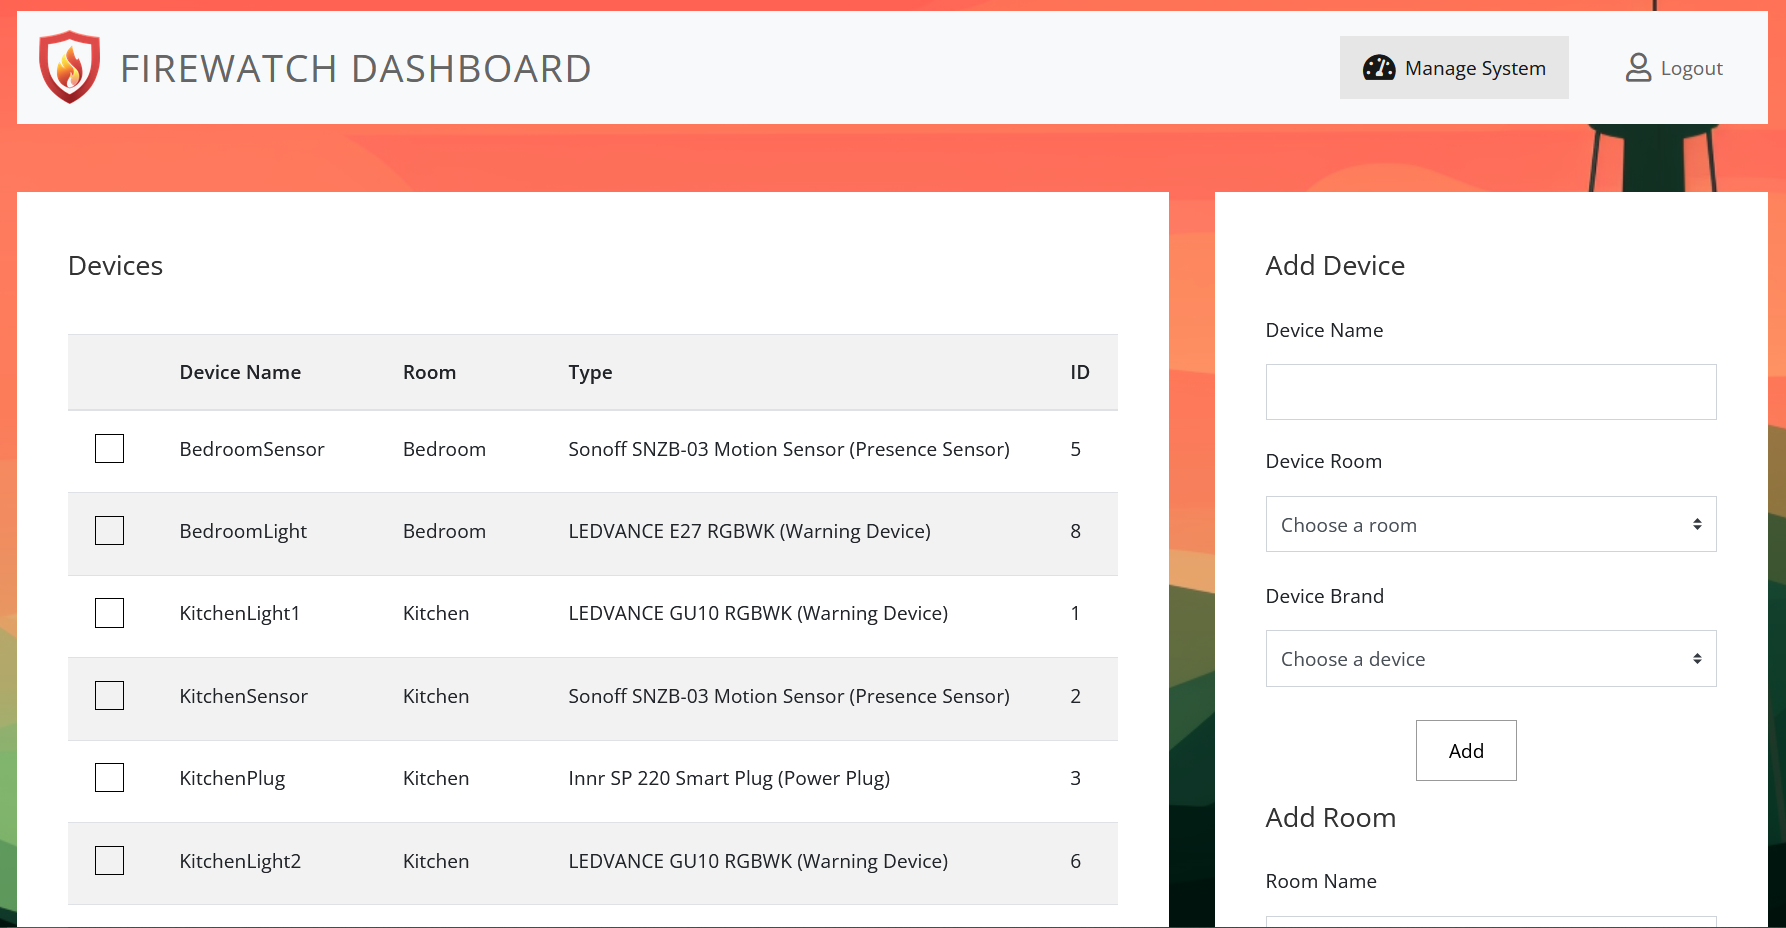 FIREWATCH DASHBOARD
Manage System
Logout
Devices
Device Name Room Type ID
BedroomSensor Bedroom Sonoff SNZB-03 Motion Sensor (Presence Sensor) 5
BedroomLight Bedroom LEDVANCE E27 RGBWK (Warning Device) 8
KitchenLight1 Kitchen LEDVANCE GU10 RGBWK (Warning Device) 1
KitchenSensor Kitchen Sonoff SNZB-03 Motion Sensor (Presence Sensor) 2
KitchenPlug Kitchen Innr SP 220 Smart Plug (Power Plug) 3
KitchenLight2 Kitchen LEDVANCE GU10 RGBWK (Warning Device) 6
Add Device
Device Name
Device Room
Choose a room
Device Brand
Choose a device
Add
Add Room
Room Name